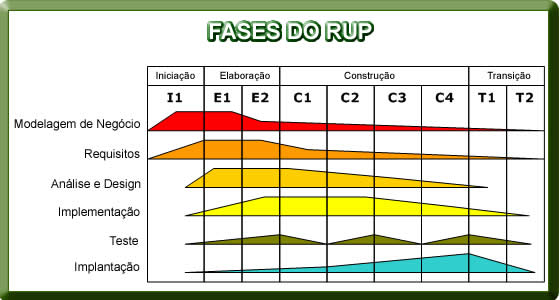 FASES DO RUP
Iniciação Elaboração Construção Transição
I1 E1 E2 C1 C2 C3 C4 T1 T2
Modelagem de Negócio
Requisitos
Análise e Design
Implementação
Teste
Implantação